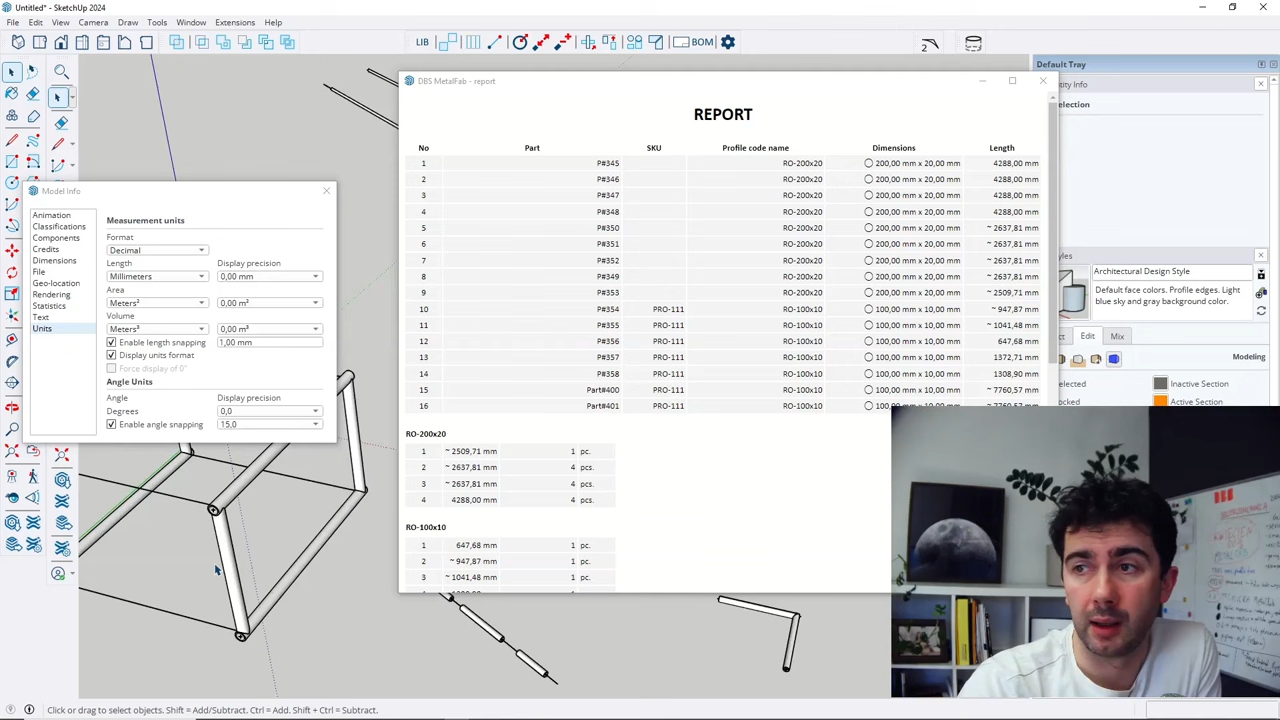 Untitled* - SketchUp 2024
File Edit View Camera Draw Tools Window Extensions Help
LIB BOM 2
Default Tray
DBS MetalFab - report
REPORT
No Part SKU Profile code name Dimensions Length
1 P#345 RO-200x20 200,00 mm x 20,00 mm 4288,00 mm
2 P#346 RO-200x20 200,00 mm x 20,00 mm 4288,00 mm
3 P#347 RO-200x20 200,00 mm x 20,00 mm 4288,00 mm
4 P#348 RO-200x20 200,00 mm x 20,00 mm 4288,00 mm
5 P#350 RO-200x20 200,00 mm x 20,00 mm ~ 2637,81 mm
6 P#351 RO-200x20 200,00 mm x 20,00 mm ~ 2637,81 mm
7 P#352 RO-200x20 200,00 mm x 20,00 mm ~ 2637,81 mm
8 P#349 RO-200x20 200,00 mm x 20,00 mm ~ 2637,81 mm
9 P#353 RO-200x20 200,00 mm x 20,00 mm ~ 2509,71 mm
10 P#354 PRO-111 RO-100x10 100,00 mm x 10,00 mm ~ 947,87 mm
11 P#355 PRO-111 RO-100x10 100,00 mm x 10,00 mm ~ 1041,48 mm
12 P#356 PRO-111 RO-100x10 100,00 mm x 10,00 mm 647,68 mm
13 P#357 PRO-111 RO-100x10 100,00 mm x 10,00 mm 1372,71 mm
14 P#358 PRO-111 RO-100x10 100,00 mm x 10,00 mm 1308,90 mm
15 Part#400 PRO-111 RO-100x10 100,00 mm x 10,00 mm ~ 7760,57 mm
16 Part#401 PRO-111 RO-100x10 100,00 mm x 10,00 mm ~ 7760,57 mm
RO-200x20
1 ~ 2509,71 mm 1 pc.
2 ~ 2637,81 mm 4 pcs.
3 ~ 2637,81 mm 4 pcs.
4 4288,00 mm 4 pcs.
RO-100x10
1 647,68 mm 1 pc.
2 ~ 947,87 mm 1 pc.
3 ~ 1041,48 mm 1 pc.
Model Info
Animation
Classifications
Components
Credits
Dimensions
File
Geo-location
Rendering
Statistics
Text
Units
Measurement units
Format
Decimal
Length Display precision
Millimeters 0,00 mm
Area
Meters² 0,00 m²
Volume
Meters³ 0,00 m³
Enable length snapping 1,00 mm
Display units format
Force display of 0"
Angle Units
Angle Display precision
Degrees 0,0
Enable angle snapping 15,0
ntity Info
election
yles
Architectural Design Style
Default face colors. Profile edges. Light
blue sky and gray background color.
ct Edit Mix
Modeling
elected Inactive Section
ocked Active Section
Click or drag to select objects. Shift = Add/Subtract. Ctrl = Add. Shift + Ctrl = Subtract.